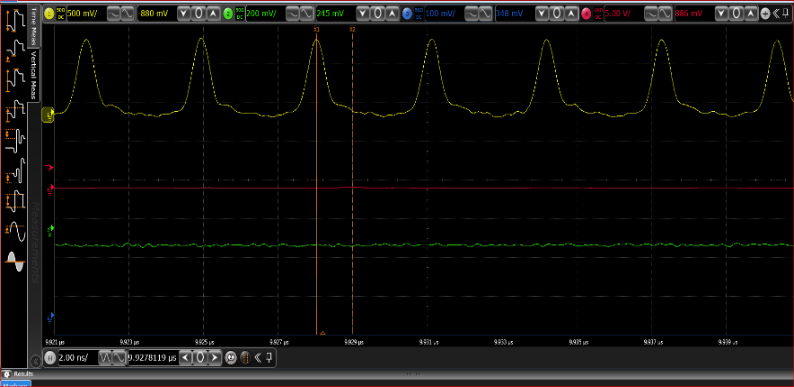 500 mV/ 880 mV 200 mV/ 245 mV 100 mV/ 348 mV 5.00 V/ 886 mV
Time Meas
Vertical Meas
Measurements
X1 X2
9.921 µs 9.923 µs 9.925 µs 9.927 µs 9.929 µs 9.931 µs 9.933 µs 9.935 µs 9.937 µs 9.939 µs
H 2.00 ns/ 9.9278119 µs 0
Results
Markers